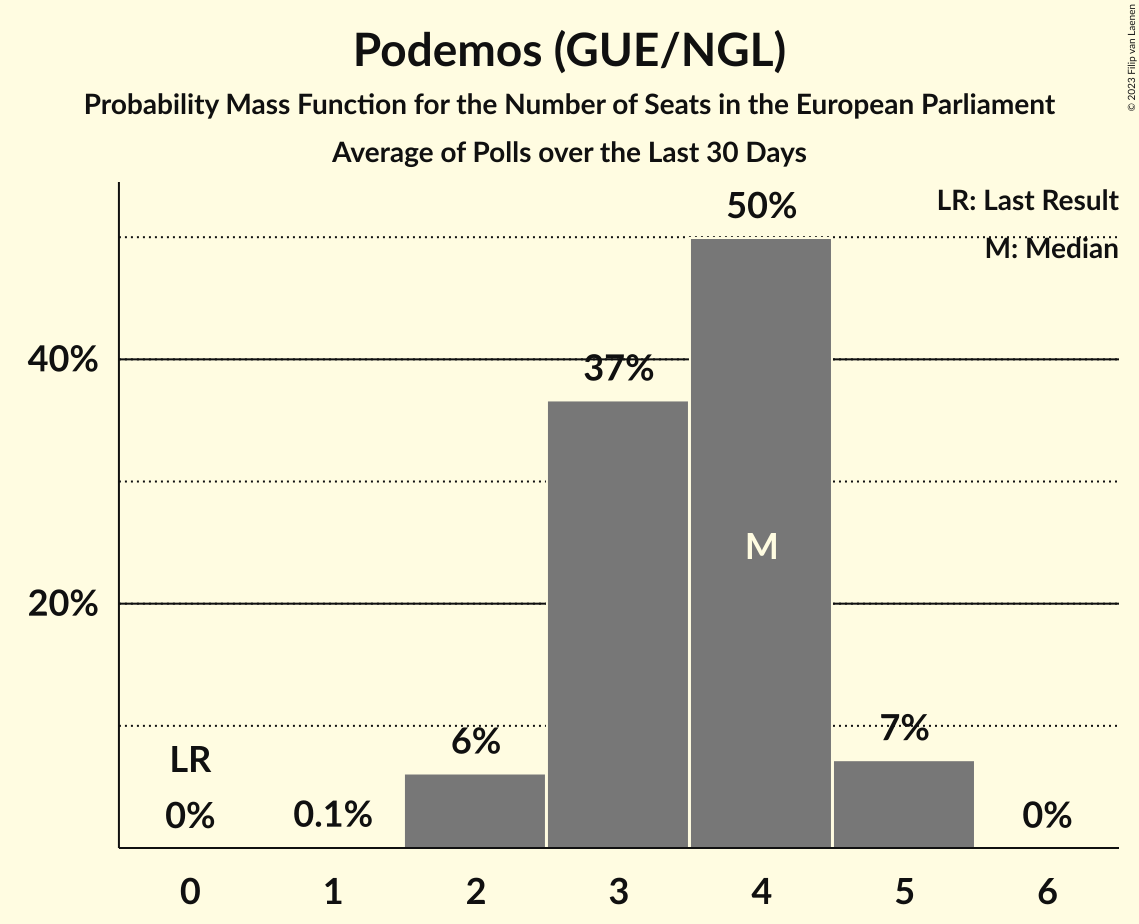 Podemos (GUE/NGL)
Probability Mass Function for the Number of Seats in the European Parliament
Average of Polls over the Last 30 Days
© 2023 Filip van Laenen
LR: Last Result
M: Median
50%
40%
37%
M
20%
6%
7%
LR
0%
0.1%
0%
0 1 2 3 4 5 6